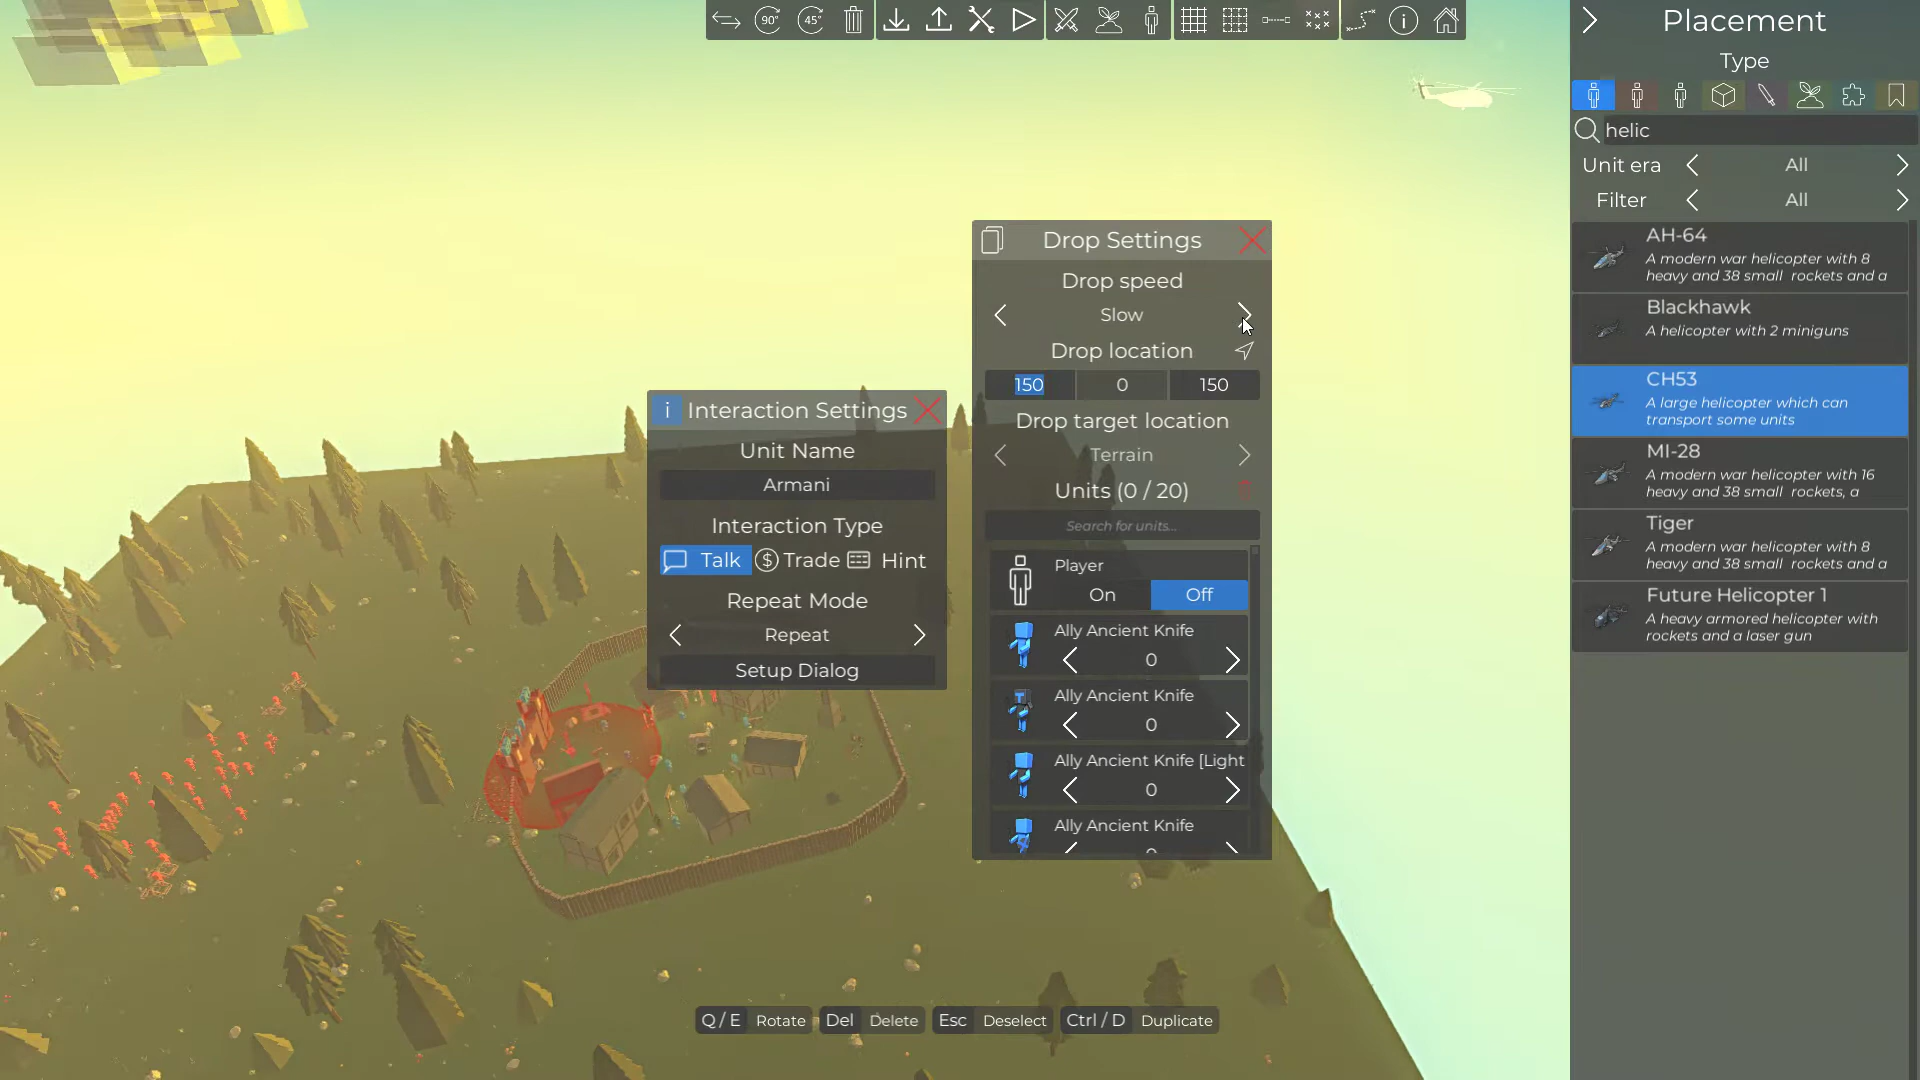 90°
45°
Placement
Type
helic
Unit era
All
Filter
All
AH-64
A modern war helicopter with 8
heavy and 38 small rockets and a
Blackhawk
A helicopter with 2 miniguns
CH53
A large helicopter which can
transport some units
MI-28
A modern war helicopter with 16
heavy and 38 small rockets, a
Tiger
A modern war helicopter with 8
heavy and 38 small rockets and a
Future Helicopter 1
A heavy armored helicopter with
rockets and a laser gun
Drop Settings
Drop speed
Slow
Drop location
150 0 150
Drop target location
Terrain
Units (0 / 20)
Search for units...
Player
On Off
Ally Ancient Knife
0
Ally Ancient Knife
0
Ally Ancient Knife [Light
0
Ally Ancient Knife
0
i Interaction Settings
Unit Name
Armani
Interaction Type
Talk $ Trade Hint
Repeat Mode
Repeat
Setup Dialog
Q / E Rotate Del Delete Esc Deselect Ctrl / D Duplicate